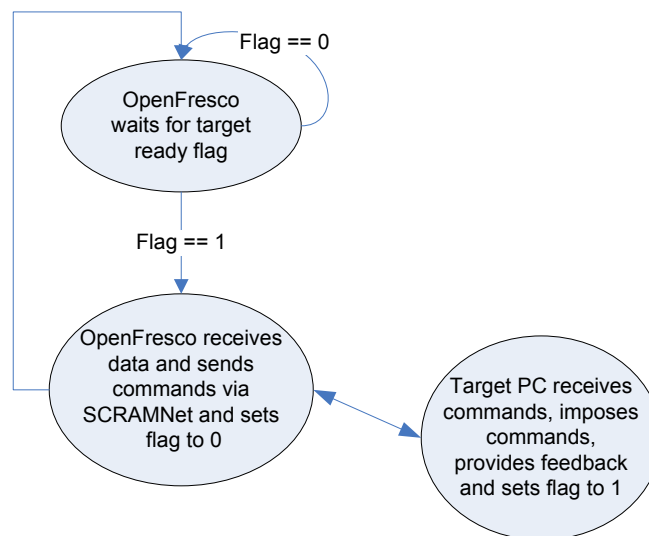 Flag == 0
OpenFresco
waits for target
ready flag
Flag == 1
OpenFresco receives
data and sends
commands via
SCRAMNet and sets
flag to 0
Target PC receives
commands, imposes
commands,
provides feedback
and sets flag to 1